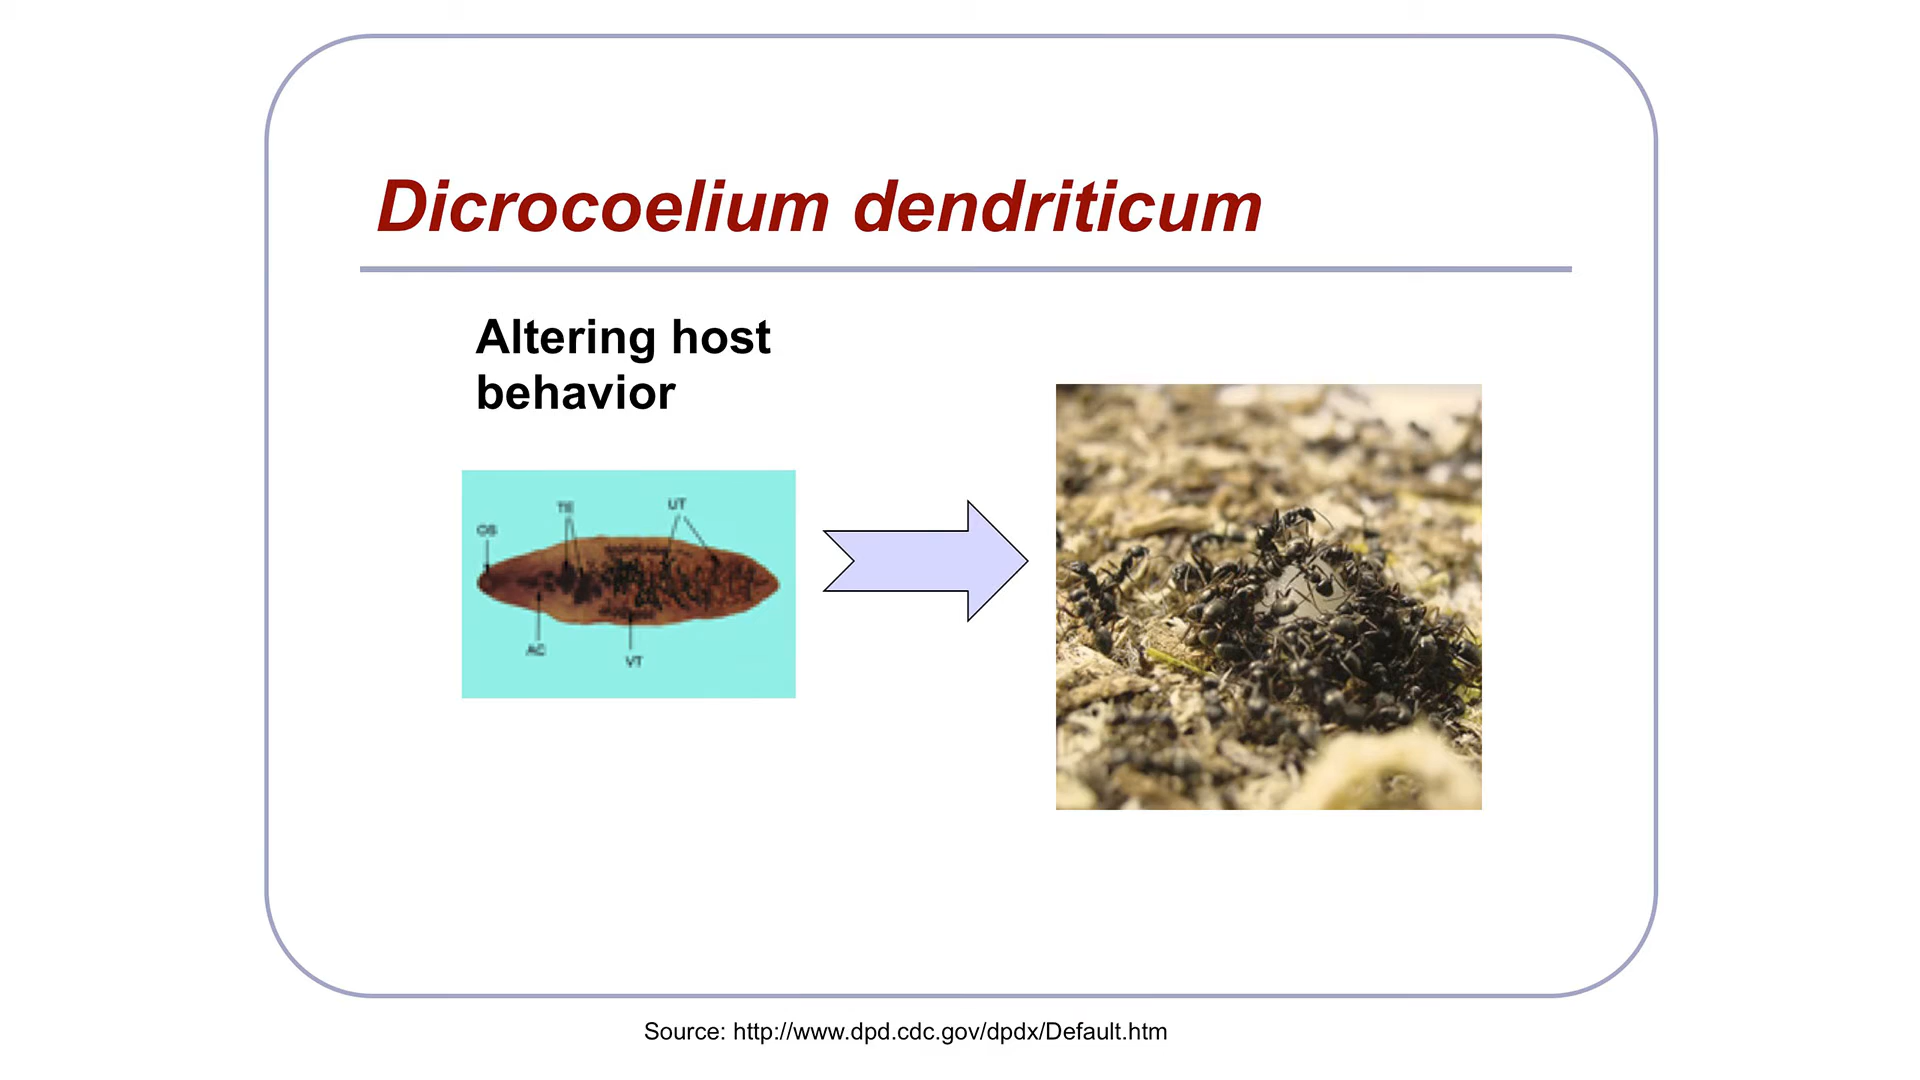 Dicrocoelium dendriticum
Altering host
behavior
OS
TE
UT
AC
VT
Source: http://www.dpd.cdc.gov/dpdx/Default.htm